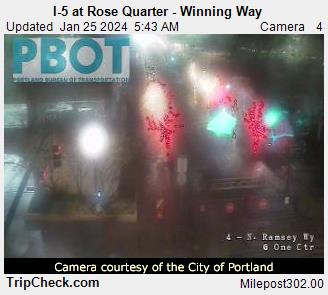 I-5 at Rose Quarter - Winning Way
Updated Jan 25 2024 5:43 AM Camera 4
PBOT
PORTLAND BUREAU OF TRANSPORTATION
4 - N. Ramsey Wy
@ One Ctr
Camera courtesy of the City of Portland
TripCheck.com Milepost302.00